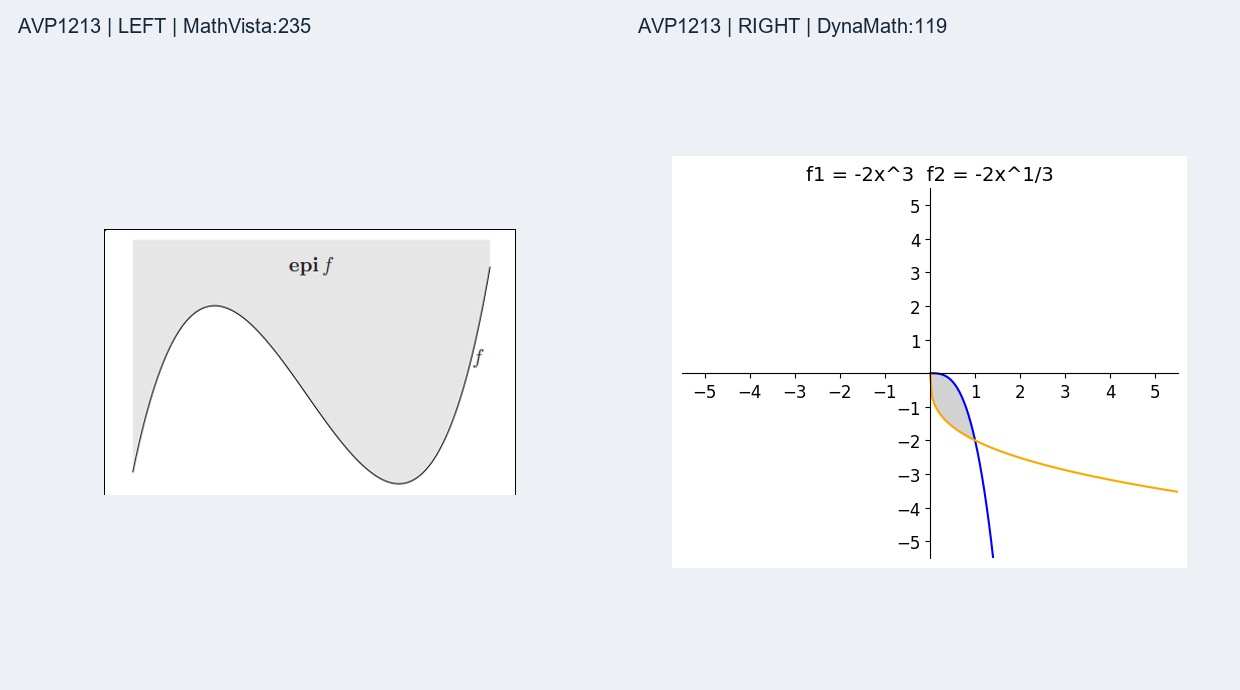 AVP1213 | LEFT | MathVista:235
AVP1213 | RIGHT | DynaMath:119
epi f
f
f1 = -2x^3  f2 = -2x^1/3
5
4
3
2
1
−5 −4 −3 −2 −1 1 2 3 4 5
−1
−2
−3
−4
−5